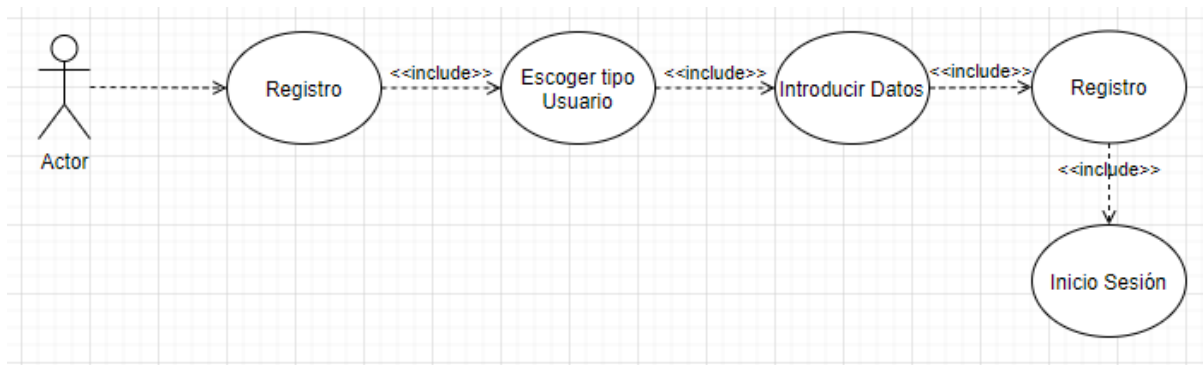 Actor
Registro
<<include>>
Escoger tipo
Usuario
<<include>>
Introducir Datos
<<include>>
Registro
<<include>>
Inicio Sesión